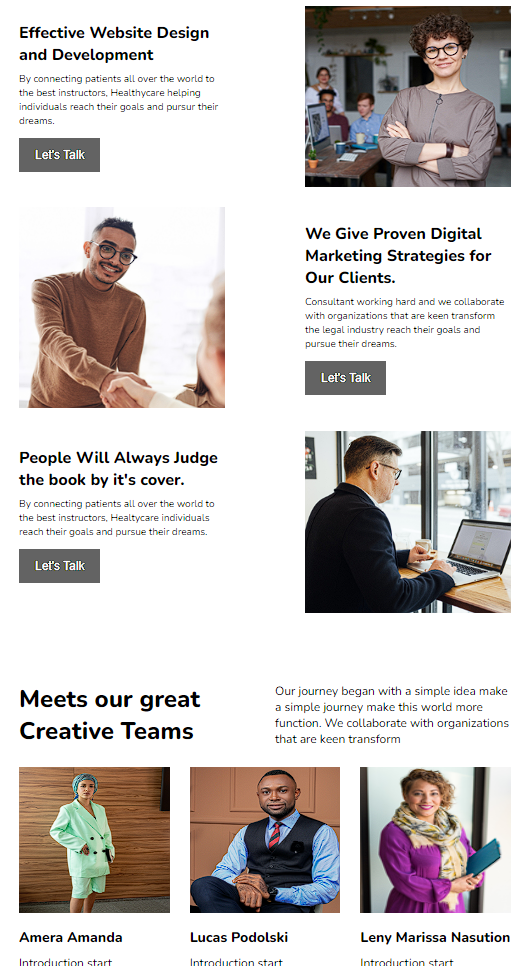 Effective Website Design
and Development
By connecting patients all over the world to
the best instructors, Healthycare helping
individuals reach their goals and pursur their
dreams.
Let's Talk
We Give Proven Digital
Marketing Strategies for
Our Clients.
Consultant working hard and we collaborate
with organizations that are keen transform
the legal industry reach their goals and
pursue their dreams.
Let's Talk
People Will Always Judge
the book by it's cover.
By connecting patients all over the world to
the best instructors, Healtycare individuals
reach their goals and pursue their dreams.
Let's Talk
Meets our great
Creative Teams
Our journey began with a simple idea make
a simple journey make this world more
function. We collaborate with organizations
that are keen transform
Amera Amanda
Lucas Podolski
Leny Marissa Nasution
Introduction start
Introduction start
Introduction start